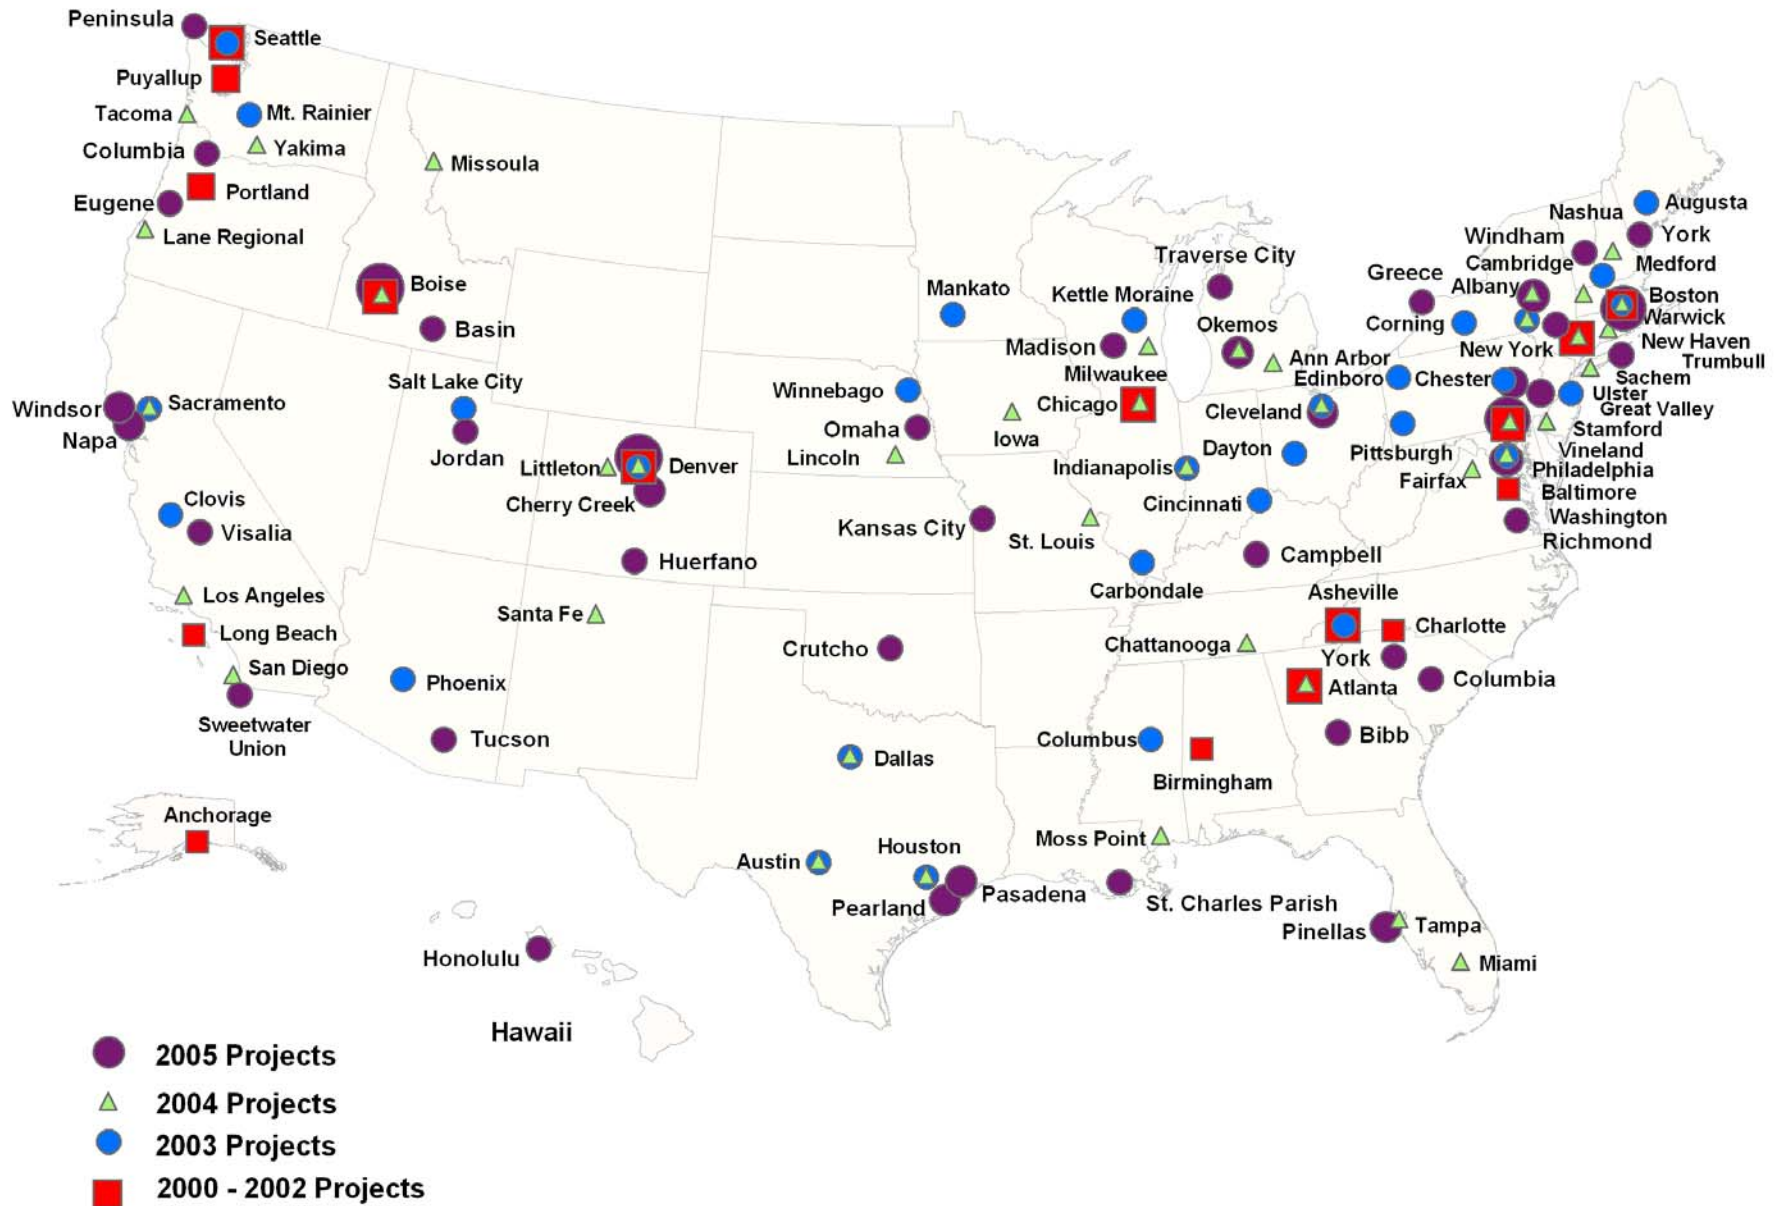 Peninsula
Seattle
Puyallup
Tacoma
Mt. Rainier
Columbia
Yakima
Missoula
Eugene
Portland
Lane Regional
Boise
Basin
Windsor
Sacramento
Napa
Salt Lake City
Jordan
Littleton
Denver
Cherry Creek
Clovis
Visalia
Huerfano
Los Angeles
Long Beach
San Diego
Sweetwater
Union
Santa Fe
Phoenix
Tucson
Anchorage
Honolulu
Hawaii
Mankato
Winnebago
Omaha
Lincoln
Iowa
Kansas City
St. Louis
Crutcho
Dallas
Austin
Houston
Pearland
Pasadena
Traverse City
Kettle Moraine
Okemos
Madison
Milwaukee
Ann Arbor
Chicago
Cleveland
Dayton
Indianapolis
Cincinnati
Carbondale
Campbell
Asheville
Charlotte
Chattanooga
York
Columbia
Atlanta
Bibb
Columbus
Birmingham
Moss Point
St. Charles Parish
Pinellas
Tampa
Miami
Nashua
Augusta
Windham
York
Greece
Cambridge
Medford
Albany
Boston
Corning
Warwick
New York
New Haven
Trumbull
Edinboro
Chester
Sachem
Ulster
Great Valley
Stamford
Pittsburgh
Vineland
Fairfax
Philadelphia
Baltimore
Washington
Richmond
2005 Projects
2004 Projects
2003 Projects
2000 - 2002 Projects